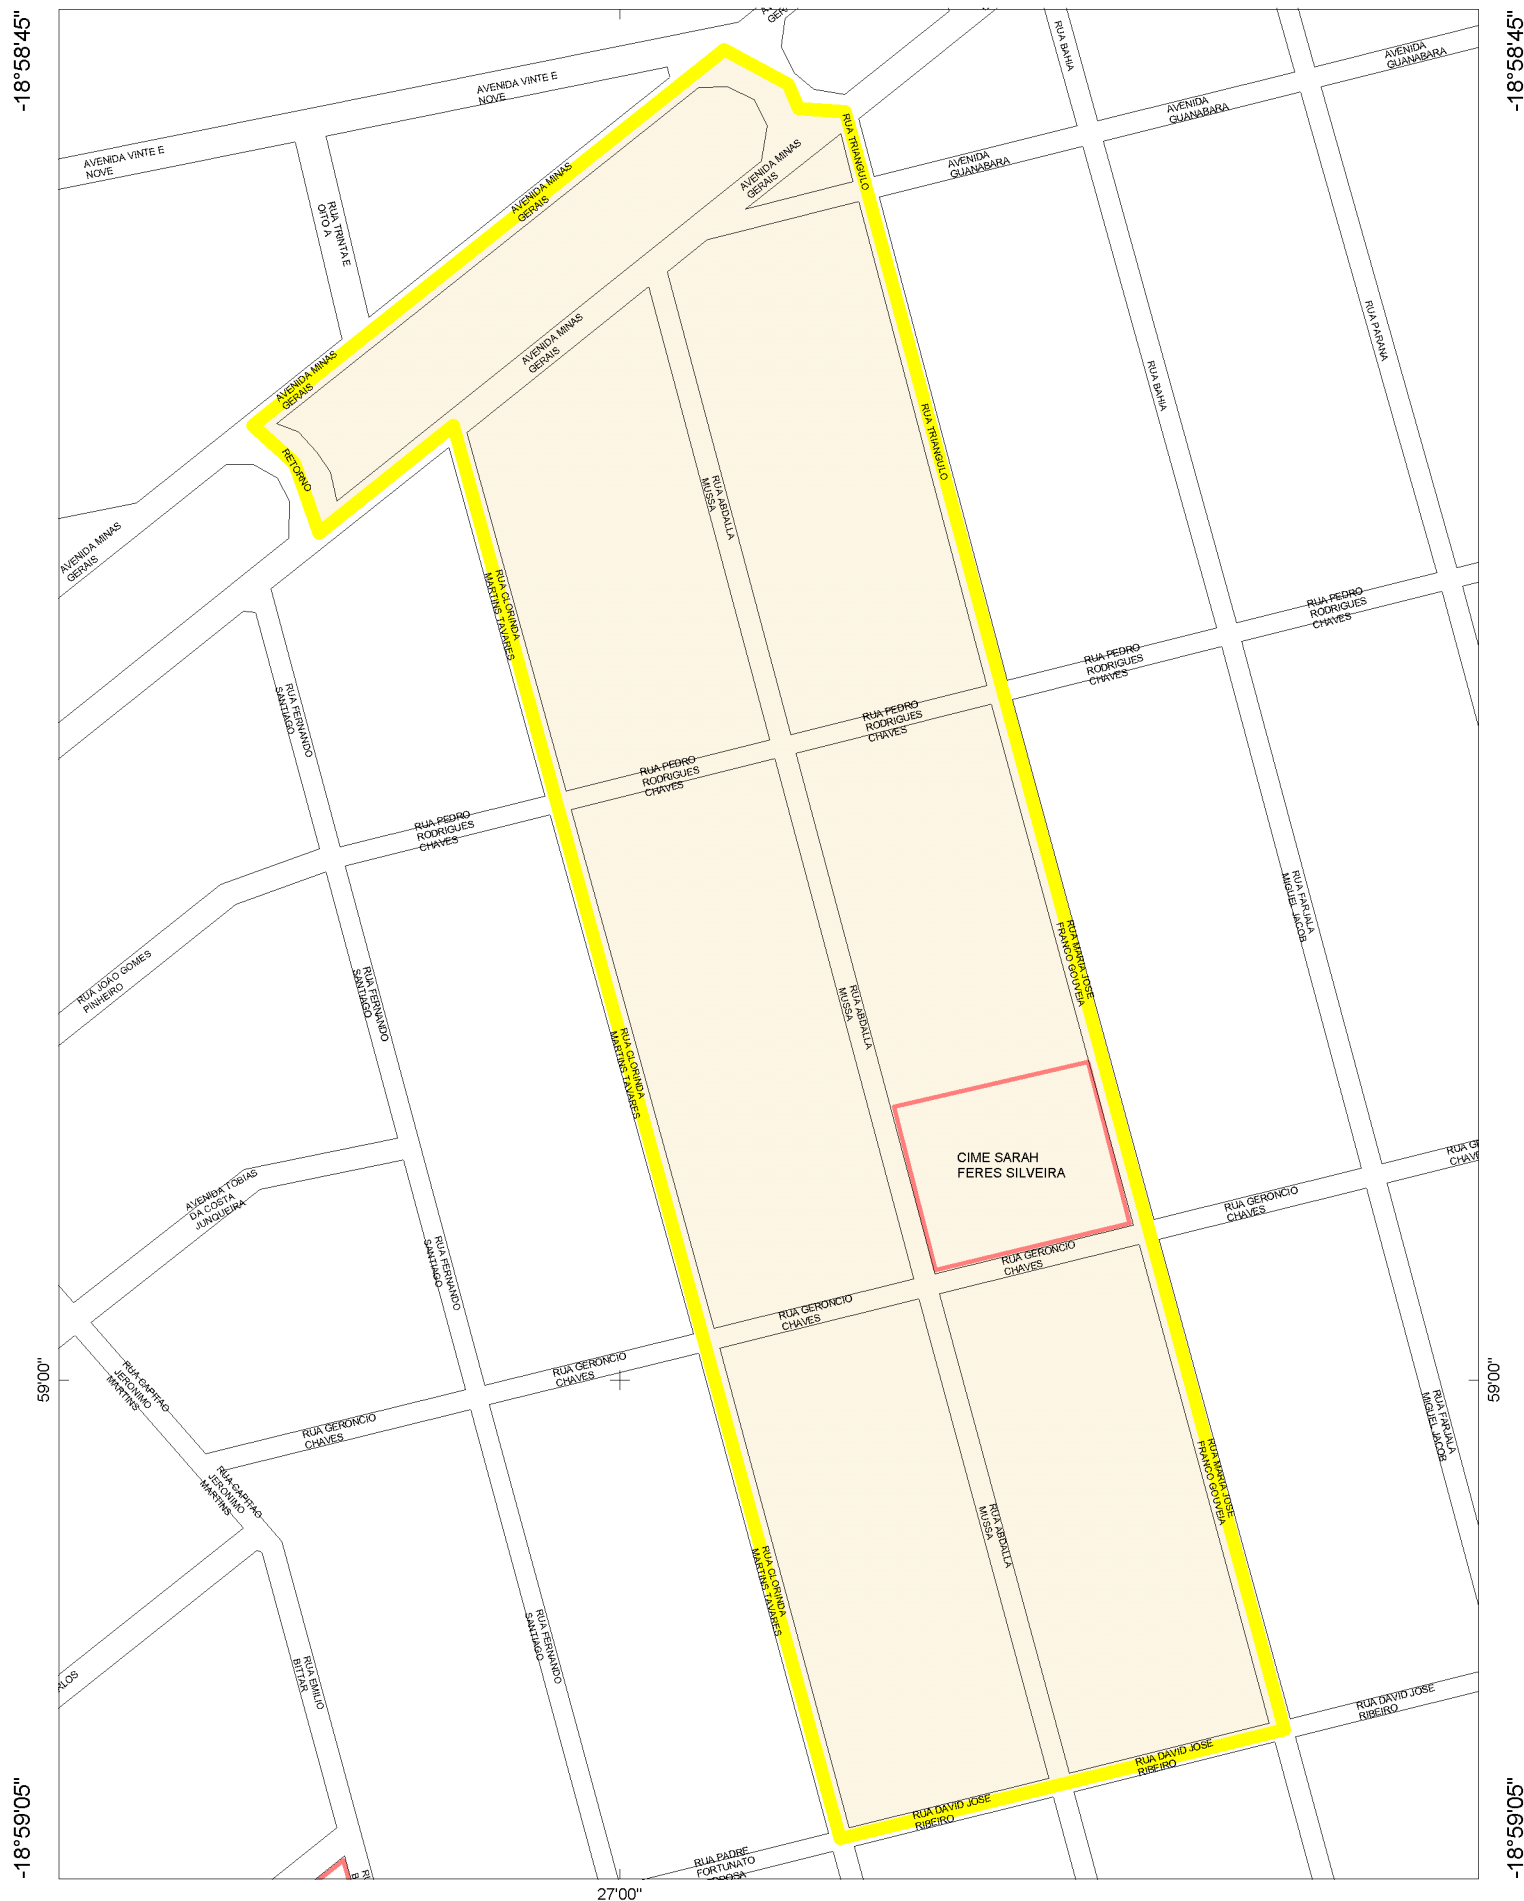 -18°58'45"
-18°58'45"
AVENIDA VINTE E
NOVE
AVENIDA VINTE E
NOVE
RUA TRINTA E
OITO A
AVENIDA MINAS
GERAIS
AVENIDA MINAS
GERAIS
RUA TRIANGULO
RUA BAHIA
AVENIDA
GUANABARA
AVENIDA
GUANABARA
AVENIDA
GUANABARA
AVENIDA MINAS
GERAIS
AVENIDA MINAS
GERAIS
RUA BAHIA
RUA PARANA
RETORNO
RUA TRIANGULO
RUA ABDALLA
MUSSA
AVENIDA MINAS
GERAIS
RUA CLORINDA
MARTINS TAVARES
RUA PEDRO
RODRIGUES
CHAVES
RUA PEDRO
RODRIGUES
CHAVES
RUA FERNANDO
SANTIAGO
RUA PEDRO
RODRIGUES
CHAVES
RUA PEDRO
RODRIGUES
CHAVES
RUA PEDRO
RODRIGUES
CHAVES
RUA FARJALA
MIGUEL JACOB
RUA JOAO GOMES
PINHEIRO
RUA FERNANDO
SANTIAGO
RUA CLORINDA
MARTINS TAVARES
RUA ABDALLA
MUSSA
RUA MARIA JOSE
FRANCO GOUVEIA
CIME SARAH
FERES SILVEIRA
AVENIDA TOBIAS
DA COSTA
JUNQUEIRA
RUA FERNANDO
SANTIAGO
RUA GERONCIO
CHAVES
RUA GERONCIO
CHAVES
RUA GERONCIO
CHAVES
RUA GERONCIO
CHAVES
RUA GERONCIO
CHAVES
RUA GE
CHAVE
59'00"
59'00"
RUA CAPITAO
JERONIMO
MARTINS
RUA CAPITAO
JERONIMO
MARTINS
RUA FARJALA
MIGUEL JACOB
RUA MARIA JOSE
FRANCO GOUVEIA
RUA ABDALLA
MUSSA
RUA CLORINDA
MARTINS TAVARES
RUA FERNANDO
SANTIAGO
RUA EMILIO
BITTAR
RLOS
RUA DAVID JOSE
RIBEIRO
RUA DAVID JOSE
RIBEIRO
RUA DAVID JOSE
RIBEIRO
RUA PADRE
FORTUNATO
-18°59'05"
-18°59'05"
27'00"